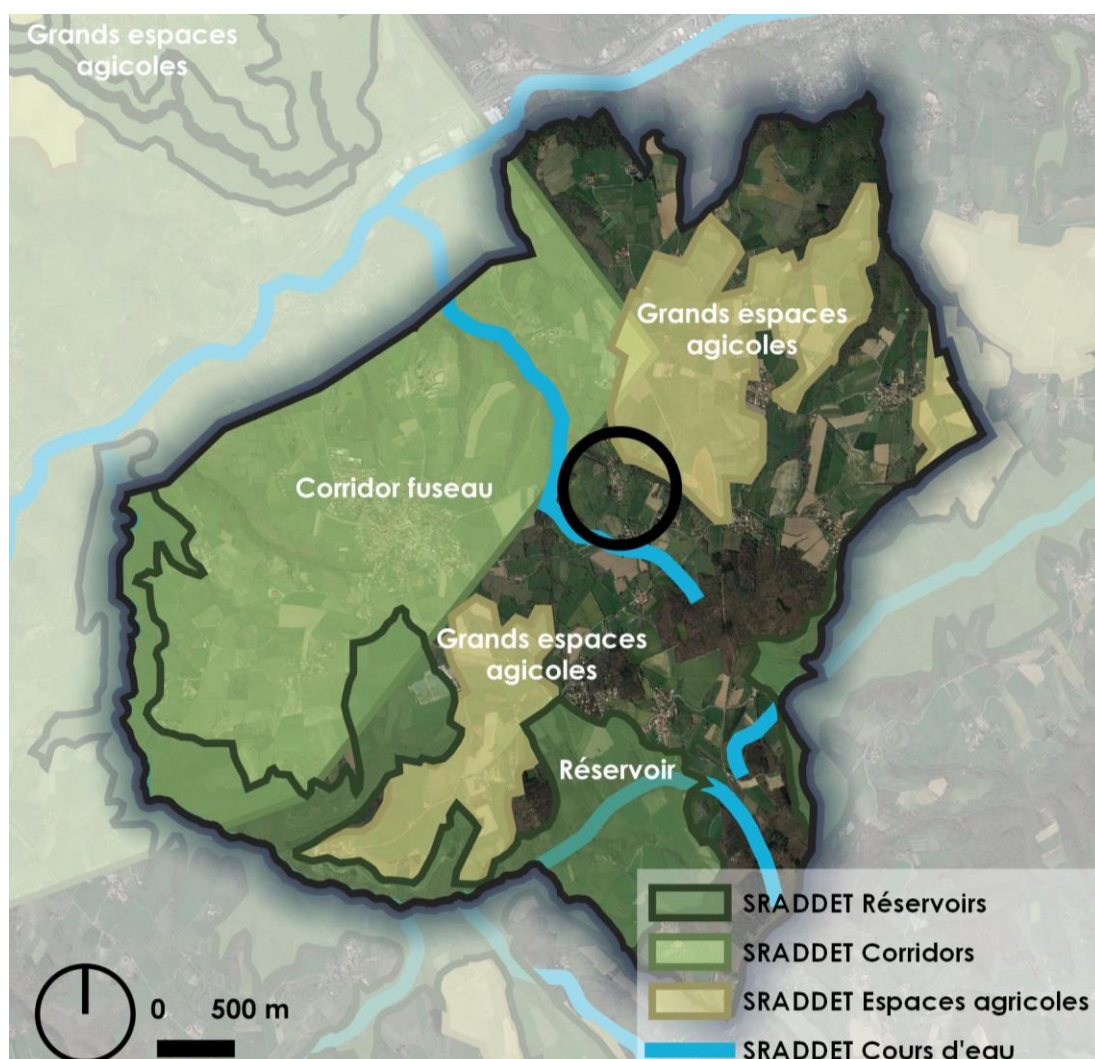 Grands espaces
agicoles
Grands espaces
agicoles
Corridor fuseau
Grands espaces
agicoles
Réservoir
SRADDET Réservoirs
SRADDET Corridors
SRADDET Espaces agricoles
SRADDET Cours d'eau
0 500 m